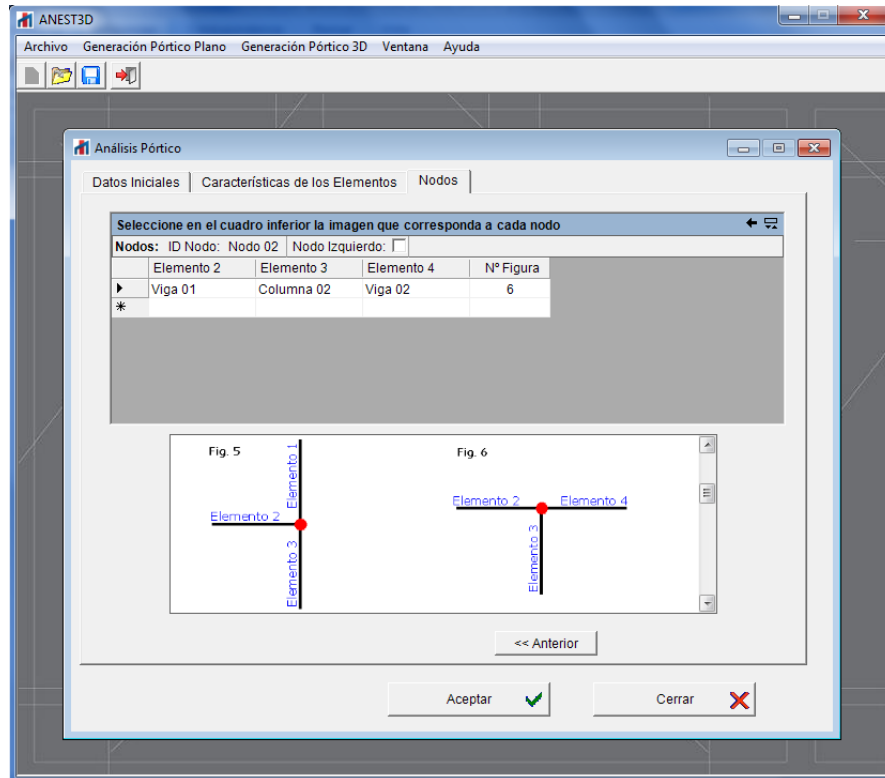 ANEST3D
Archivo Generación Pórtico Plano Generación Pórtico 3D Ventana Ayuda
Análisis Pórtico
Datos Iniciales Características de los Elementos Nodos
Seleccione en el cuadro inferior la imagen que corresponda a cada nodo
Nodos: ID Nodo: Nodo 02 Nodo Izquierdo:
Elemento 2 Elemento 3 Elemento 4 Nº Figura
Viga 01 Columna 02 Viga 02 6
Fig. 5
Elemento 1
Elemento 2
Elemento 3
Fig. 6
Elemento 2 Elemento 4
Elemento 3
<< Anterior
Aceptar Cerrar